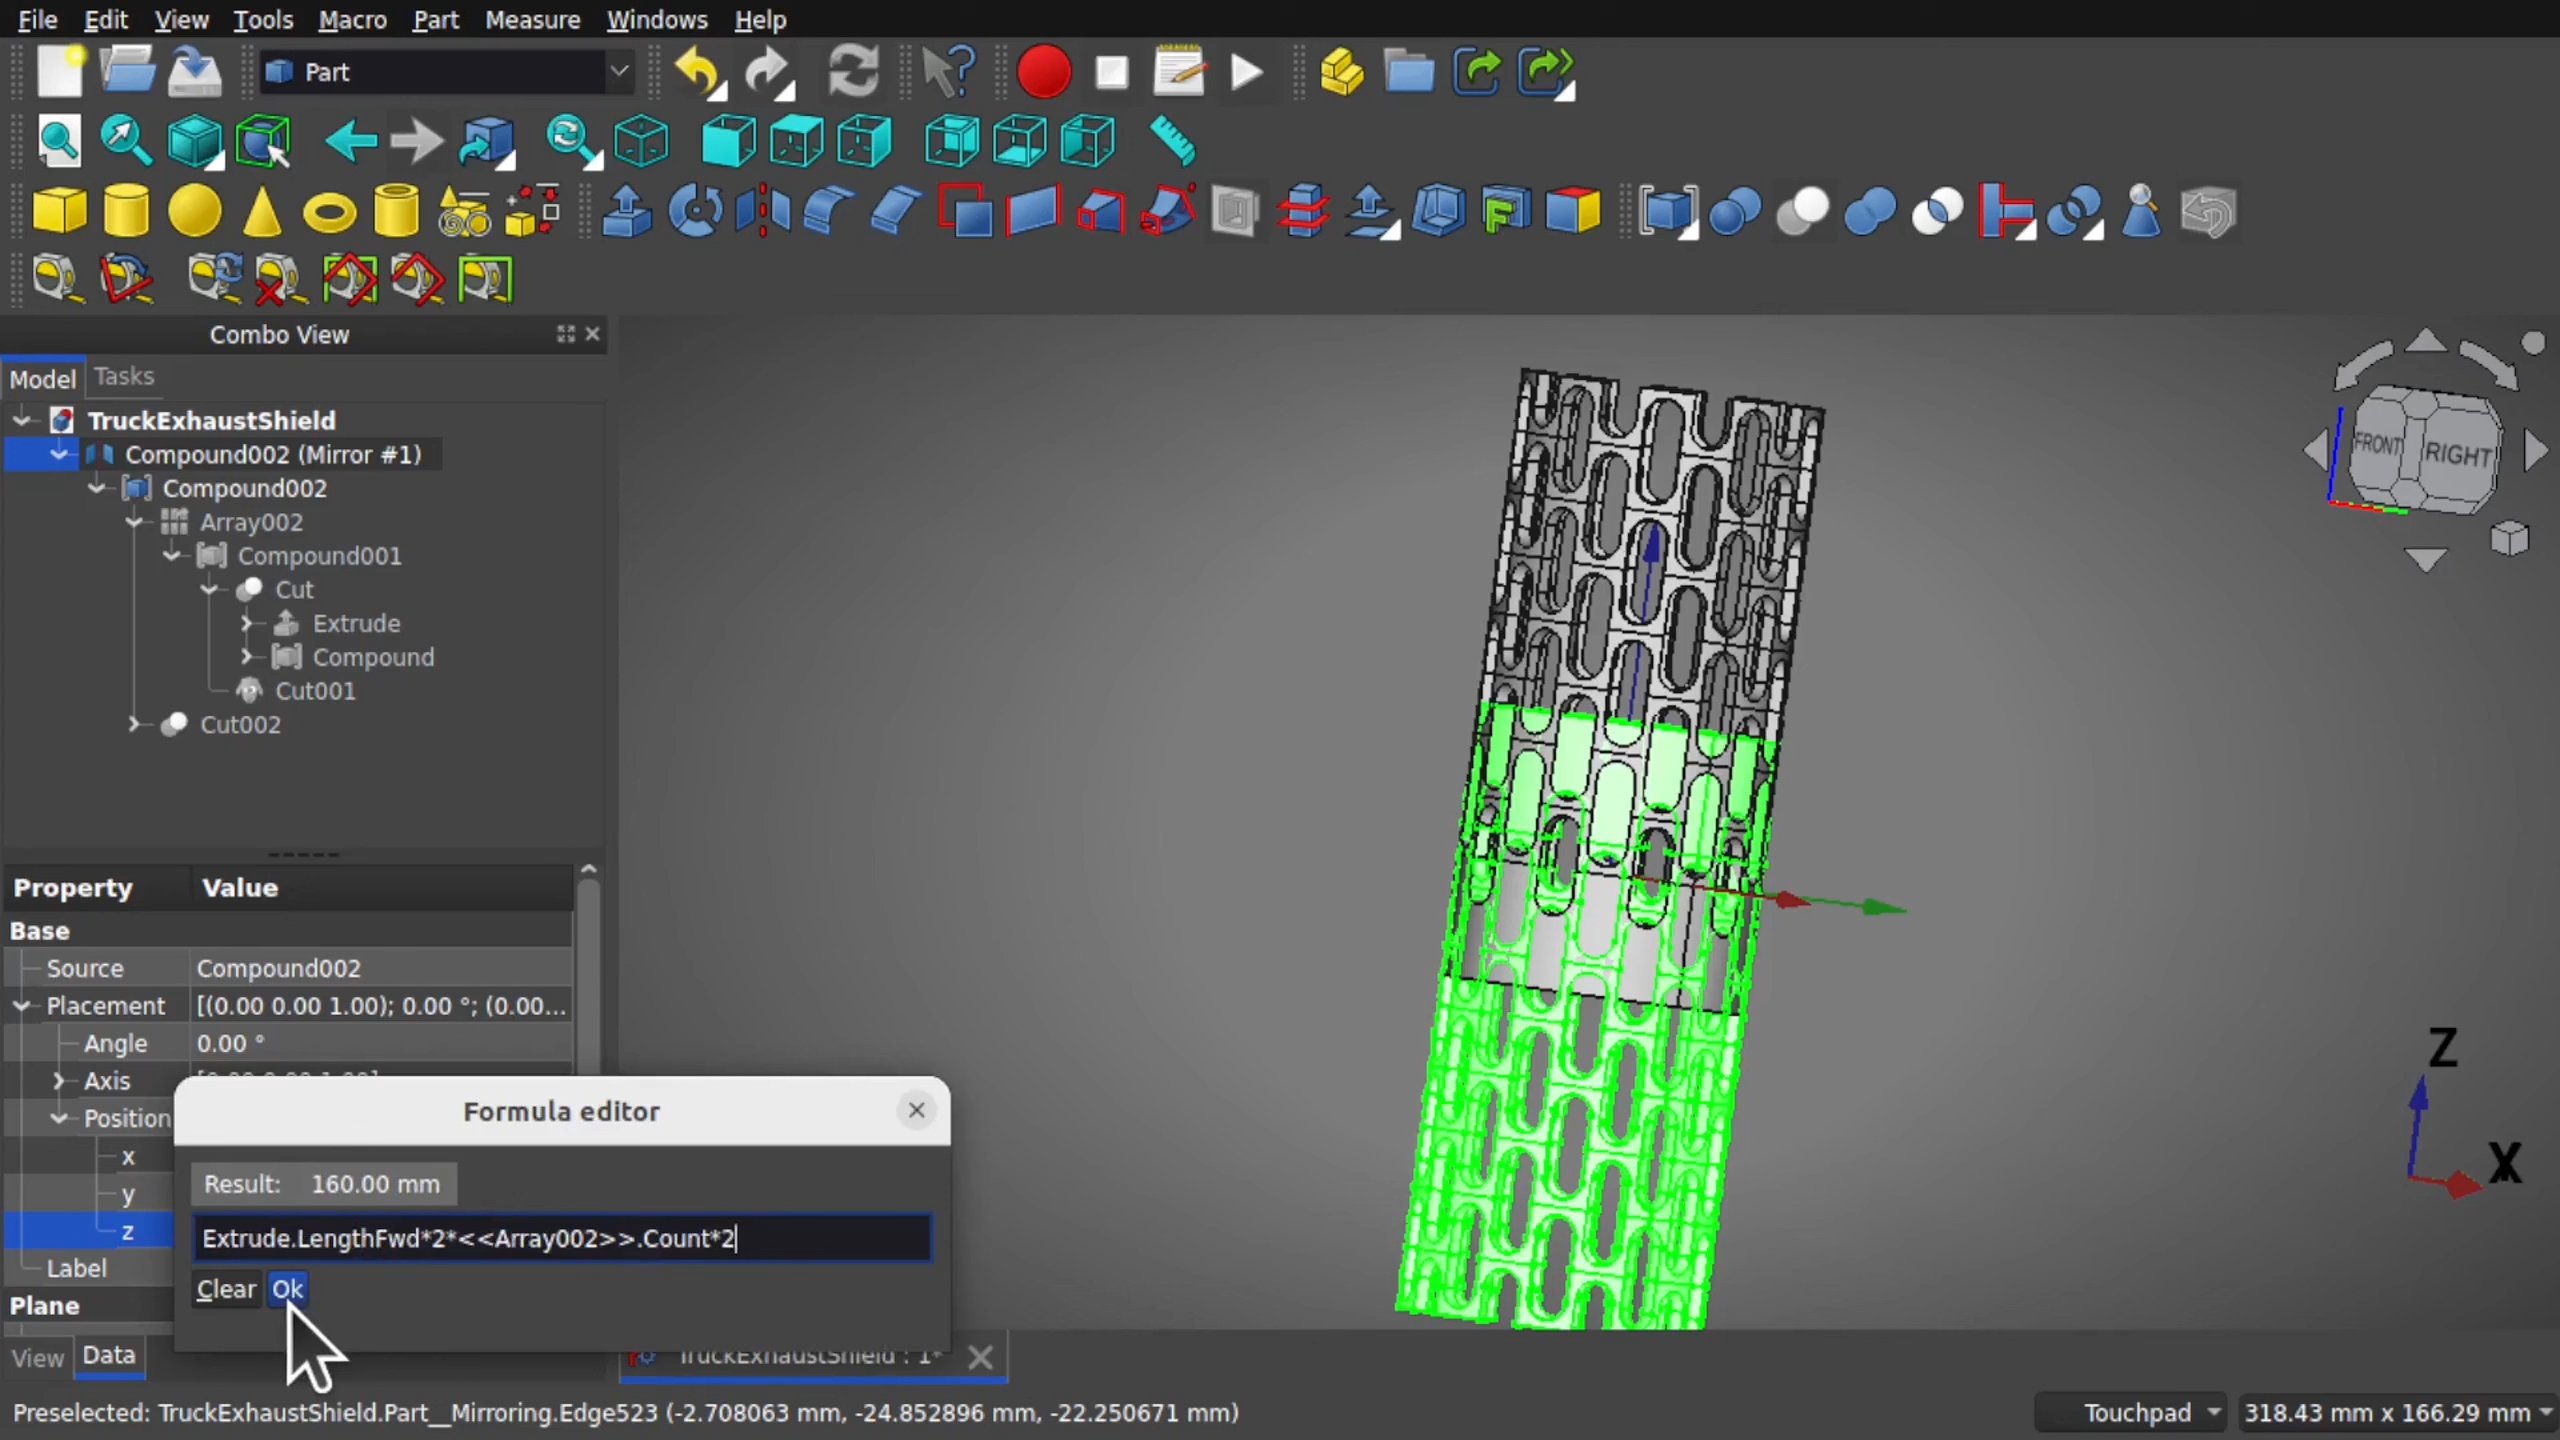 File Edit View Tools Macro Part Measure Windows Help
Part
Combo View
Model Tasks
TruckExhaustShield
Compound002 (Mirror #1)
Compound002
Array002
Compound001
Cut
Extrude
Compound
Cut001
Cut002
FRONT RIGHT
Property Value
Base
Source Compound002
Placement [(0.00 0.00 1.00); 0.00 °; (0.00...
Angle 0.00 °
Axis
Position
x
y
z
Label
Plane
Formula editor
Result: 160.00 mm
Extrude.LengthFwd*2*<<Array002>>.Count*2
Clear Ok
View Data
TruckExhaustShield : 1*
Z
X
Preselected: TruckExhaustShield.Part__Mirroring.Edge523 (-2.708063 mm, -24.852896 mm, -22.250671 mm)
Touchpad 318.43 mm x 166.29 mm